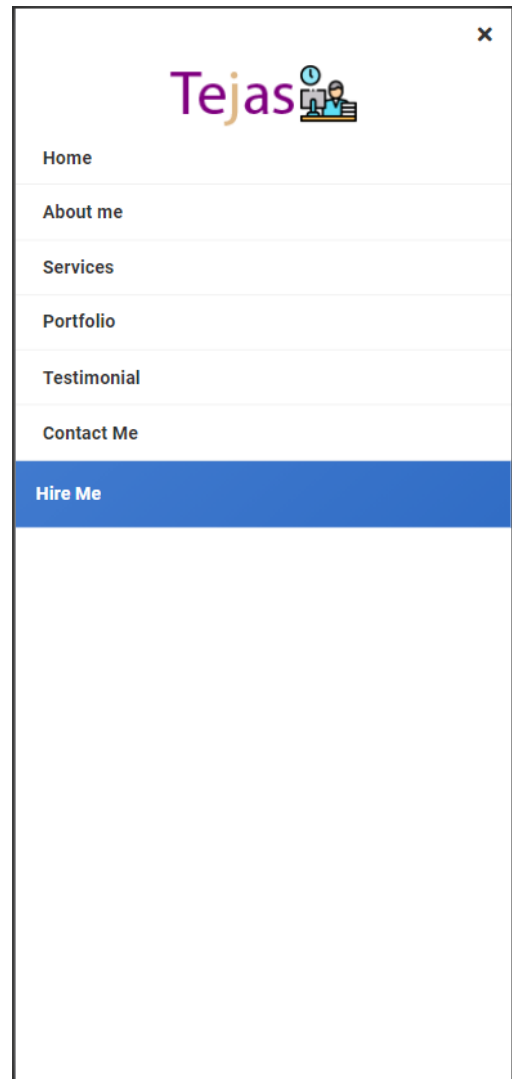 Tejas
Home
About me
Services
Portfolio
Testimonial
Contact Me
Hire Me